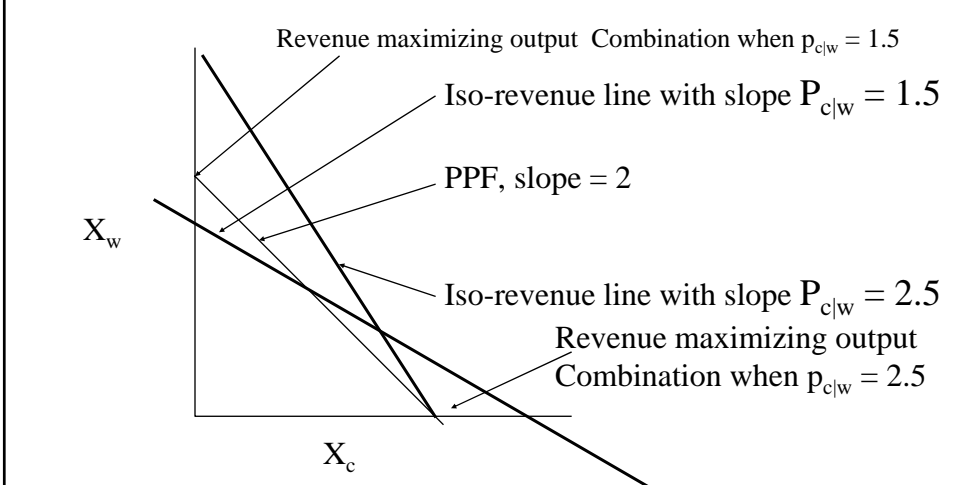 Revenue maximizing output  Combination when p_c|w = 1.5
Iso-revenue line with slope P_c|w = 1.5
PPF, slope = 2
X_w
Iso-revenue line with slope P_c|w = 2.5
Revenue maximizing output
Combination when p_c|w = 2.5
X_c